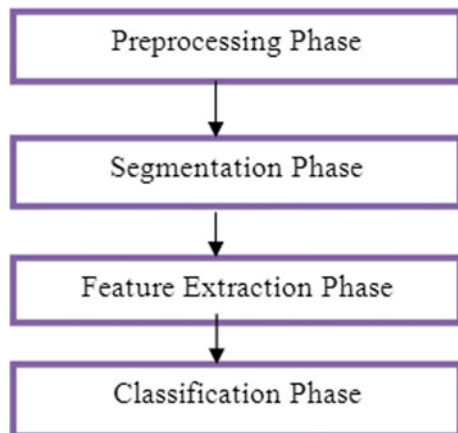 Preprocessing Phase
Segmentation Phase
Feature Extraction Phase
Classification Phase